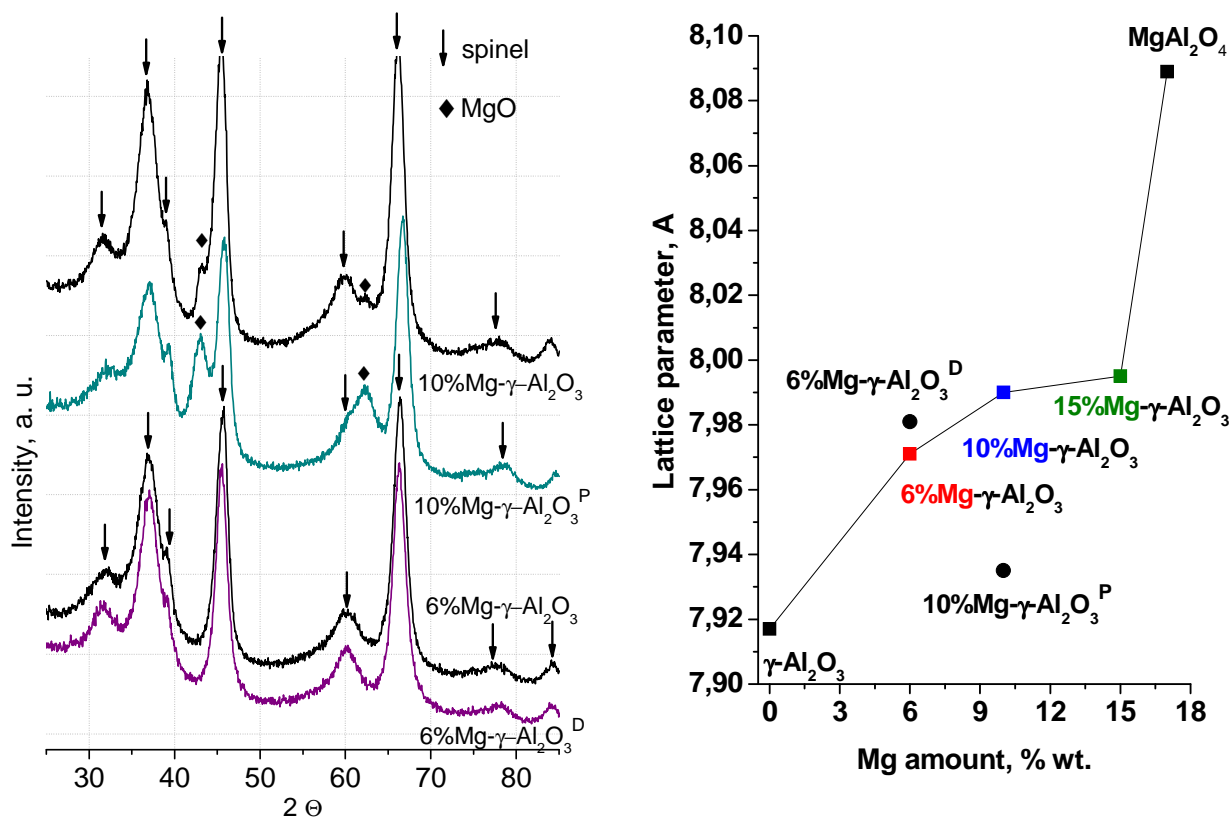 spinel
MgO
10%Mg-γ–Al₂O₃
10%Mg-γ–Al₂O₃ᴾ
6%Mg-γ–Al₂O₃
6%Mg-γ–Al₂O₃ᴰ
Intensity, a. u.
30 40 50 60 70 80
2 Θ
8,10
8,08
8,06
8,04
8,02
8,00
7,98
7,96
7,94
7,92
7,90
Lattice parameter, A
MgAl₂O₄
6%Mg-γ-Al₂O₃ᴰ
15%Mg-γ-Al₂O₃
10%Mg-γ-Al₂O₃
6%Mg-γ-Al₂O₃
10%Mg-γ-Al₂O₃ᴾ
γ-Al₂O₃
0 3 6 9 12 15 18
Mg amount, % wt.